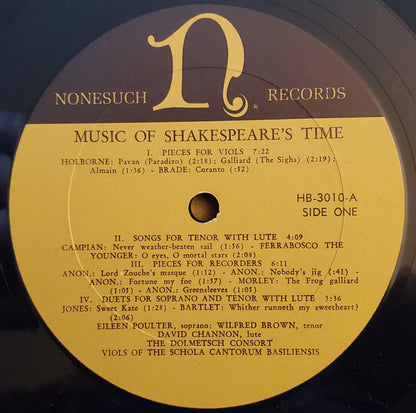 n
NONESUCH RECORDS
®
MUSIC OF SHAKESPEARE'S TIME
I. PIECES FOR VIOLS 7:22
HOLBORNE: Pavan (Paradizo) (2:18); Galliard (The Sighs) (2:19);
Almain (1:36) - BRADE: Coranto (:52)
HB-3010-A
SIDE ONE
II. SONGS FOR TENOR WITH LUTE 4:09
CAMPIAN: Never weather-beaten sail (1:56) - FERRABOSCO THE
YOUNGER: O eyes, O mortal stars (2:08)
III. PIECES FOR RECORDERS 6:11
ANON.: Lord Zouche's masque (1:12) - ANON.: Nobody's jig (:41) -
ANON.: Fortune my foe (:57) - MORLEY: The Frog galliard
(1:05) - ANON.: Greensleeves (1:05)
IV. DUETS FOR SOPRANO AND TENOR WITH LUTE 3:36
JONES: Sweet Kate (1:28) - BARTLET: Whither runneth my sweetheart?
(2:06)
EILEEN POULTER, soprano; WILFRED BROWN, tenor
DAVID CHANNON, lute
THE DOLMETSCH CONSORT
VIOLS OF THE SCHOLA CANTORUM BASILIENSIS